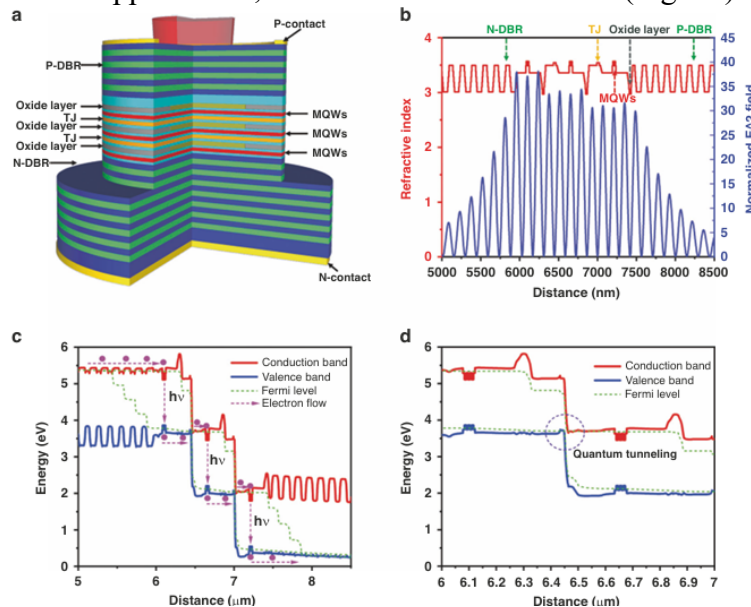 a
P-contact
P-DBR
Oxide layer
TJ
Oxide layer
TJ
Oxide layer
N-DBR
MQWs
MQWs
MQWs
N-contact
b
N-DBR
TJ
Oxide layer
P-DBR
MQWs
Refractive index
4
3
2
1
0
45
40
35
30
25
20
15
10
5
0
5000 5500 6000 6500 7000 7500 8000 8500
Distance (nm)
c
Conduction band
Valence band
Fermi level
Electron flow
hν
hν
hν
Energy (eV)
6
5
4
3
2
1
0
5 6 7 8
Distance (μm)
d
Conduction band
Valence band
Fermi level
Quantum tunneling
Energy (eV)
6
5
4
3
2
1
0
6 6.1 6.2 6.3 6.4 6.5 6.6 6.7 6.8 6.9 7
Distance (μm)